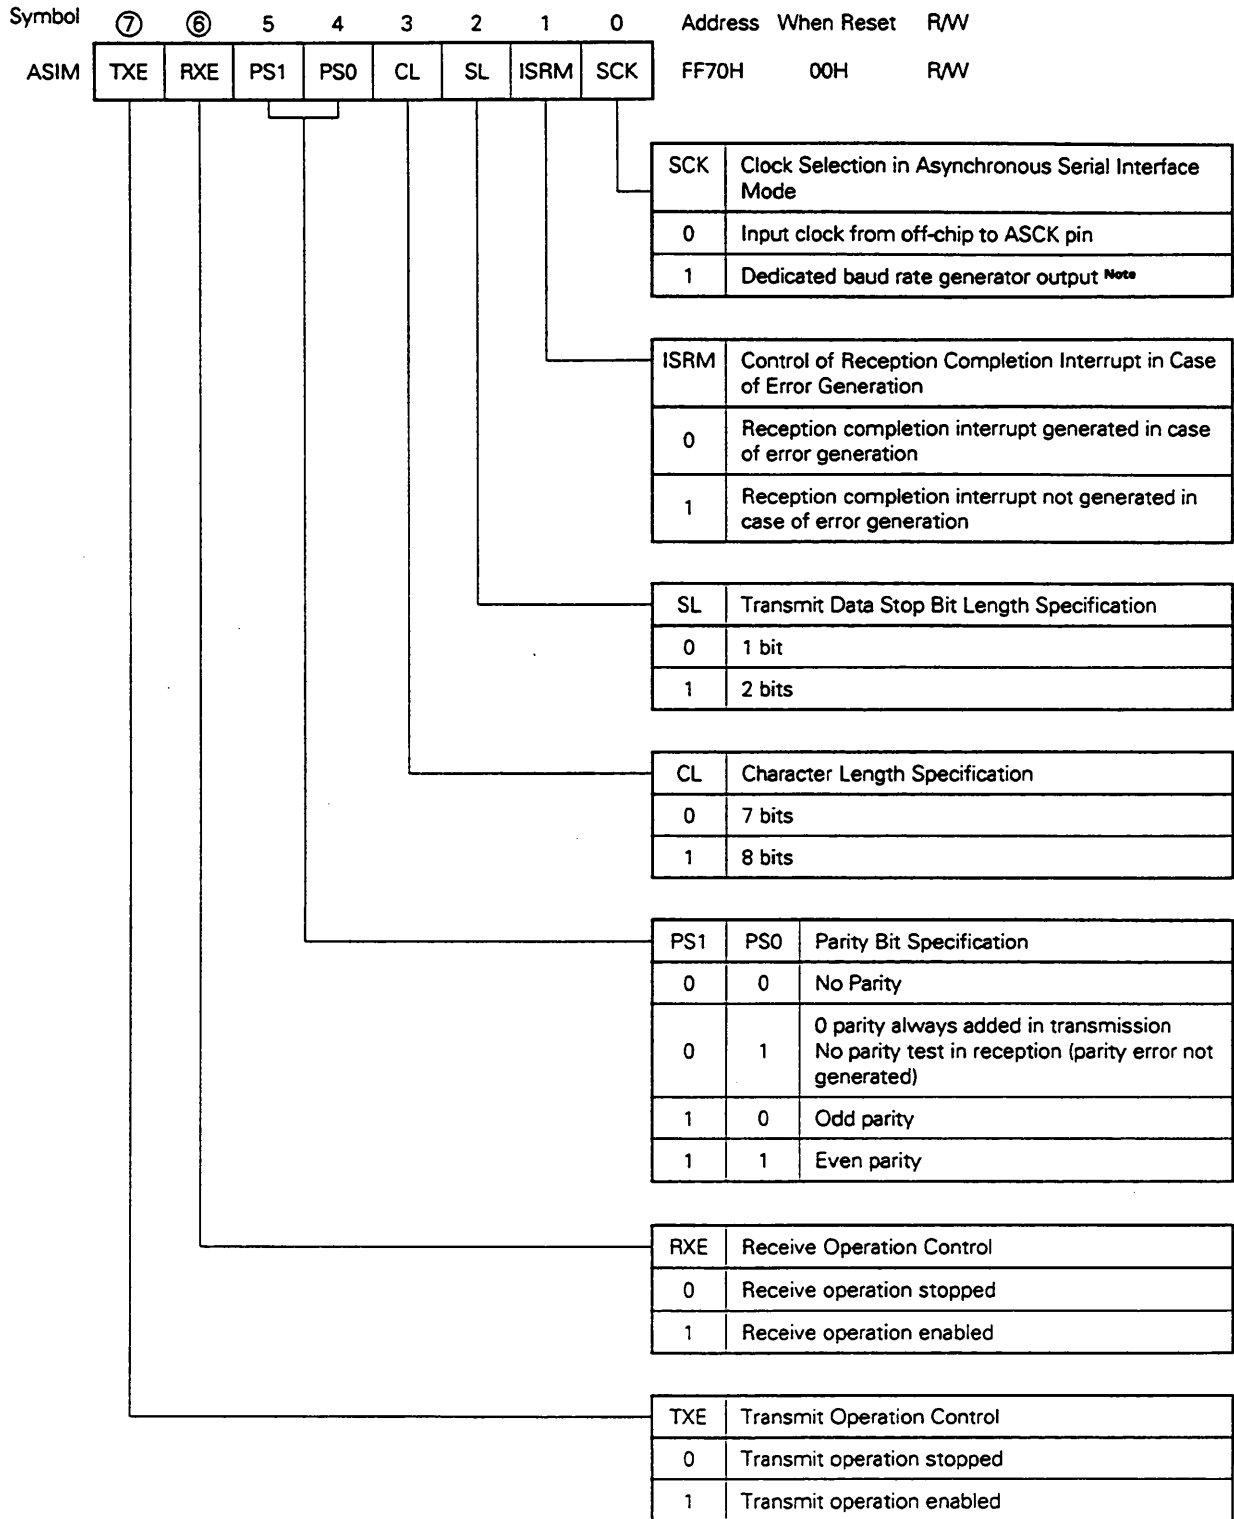 Symbol ⑦ ⑥ 5 4 3 2 1 0 Address When Reset R/W
ASIM TXE RXE PS1 PS0 CL SL ISRM SCK FF70H 00H R/W
SCK Clock Selection in Asynchronous Serial Interface
Mode
0 Input clock from off-chip to ASCK pin
1 Dedicated baud rate generator output Note
ISRM Control of Reception Completion Interrupt in Case
of Error Generation
0 Reception completion interrupt generated in case
of error generation
1 Reception completion interrupt not generated in
case of error generation
SL Transmit Data Stop Bit Length Specification
0 1 bit
1 2 bits
CL Character Length Specification
0 7 bits
1 8 bits
PS1 PS0 Parity Bit Specification
0 0 No Parity
0 1 0 parity always added in transmission
No parity test in reception (parity error not
generated)
1 0 Odd parity
1 1 Even parity
RXE Receive Operation Control
0 Receive operation stopped
1 Receive operation enabled
TXE Transmit Operation Control
0 Transmit operation stopped
1 Transmit operation enabled